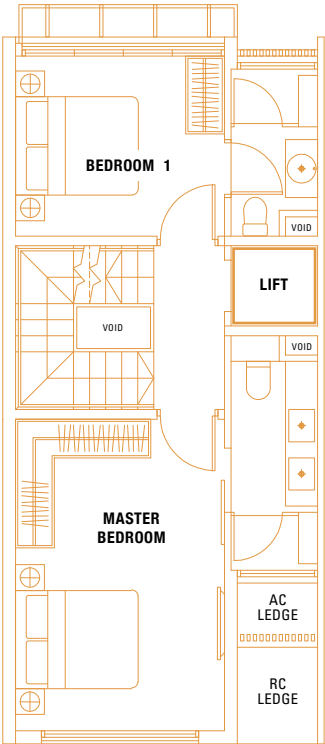 BEDROOM 1
VOID
LIFT
VOID
VOID
MASTER
BEDROOM
AC
LEDGE
RC
LEDGE